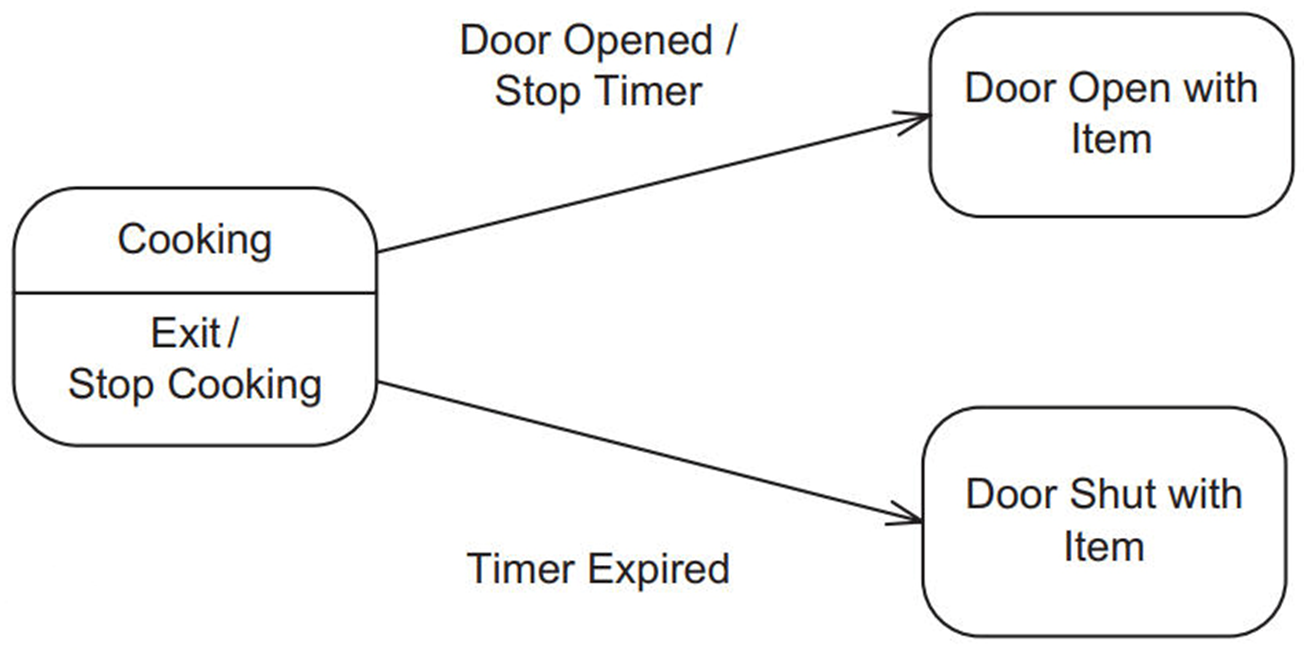 Door Opened /
Stop Timer
Door Open with
Item
Cooking
Exit /
Stop Cooking
Door Shut with
Item
Timer Expired